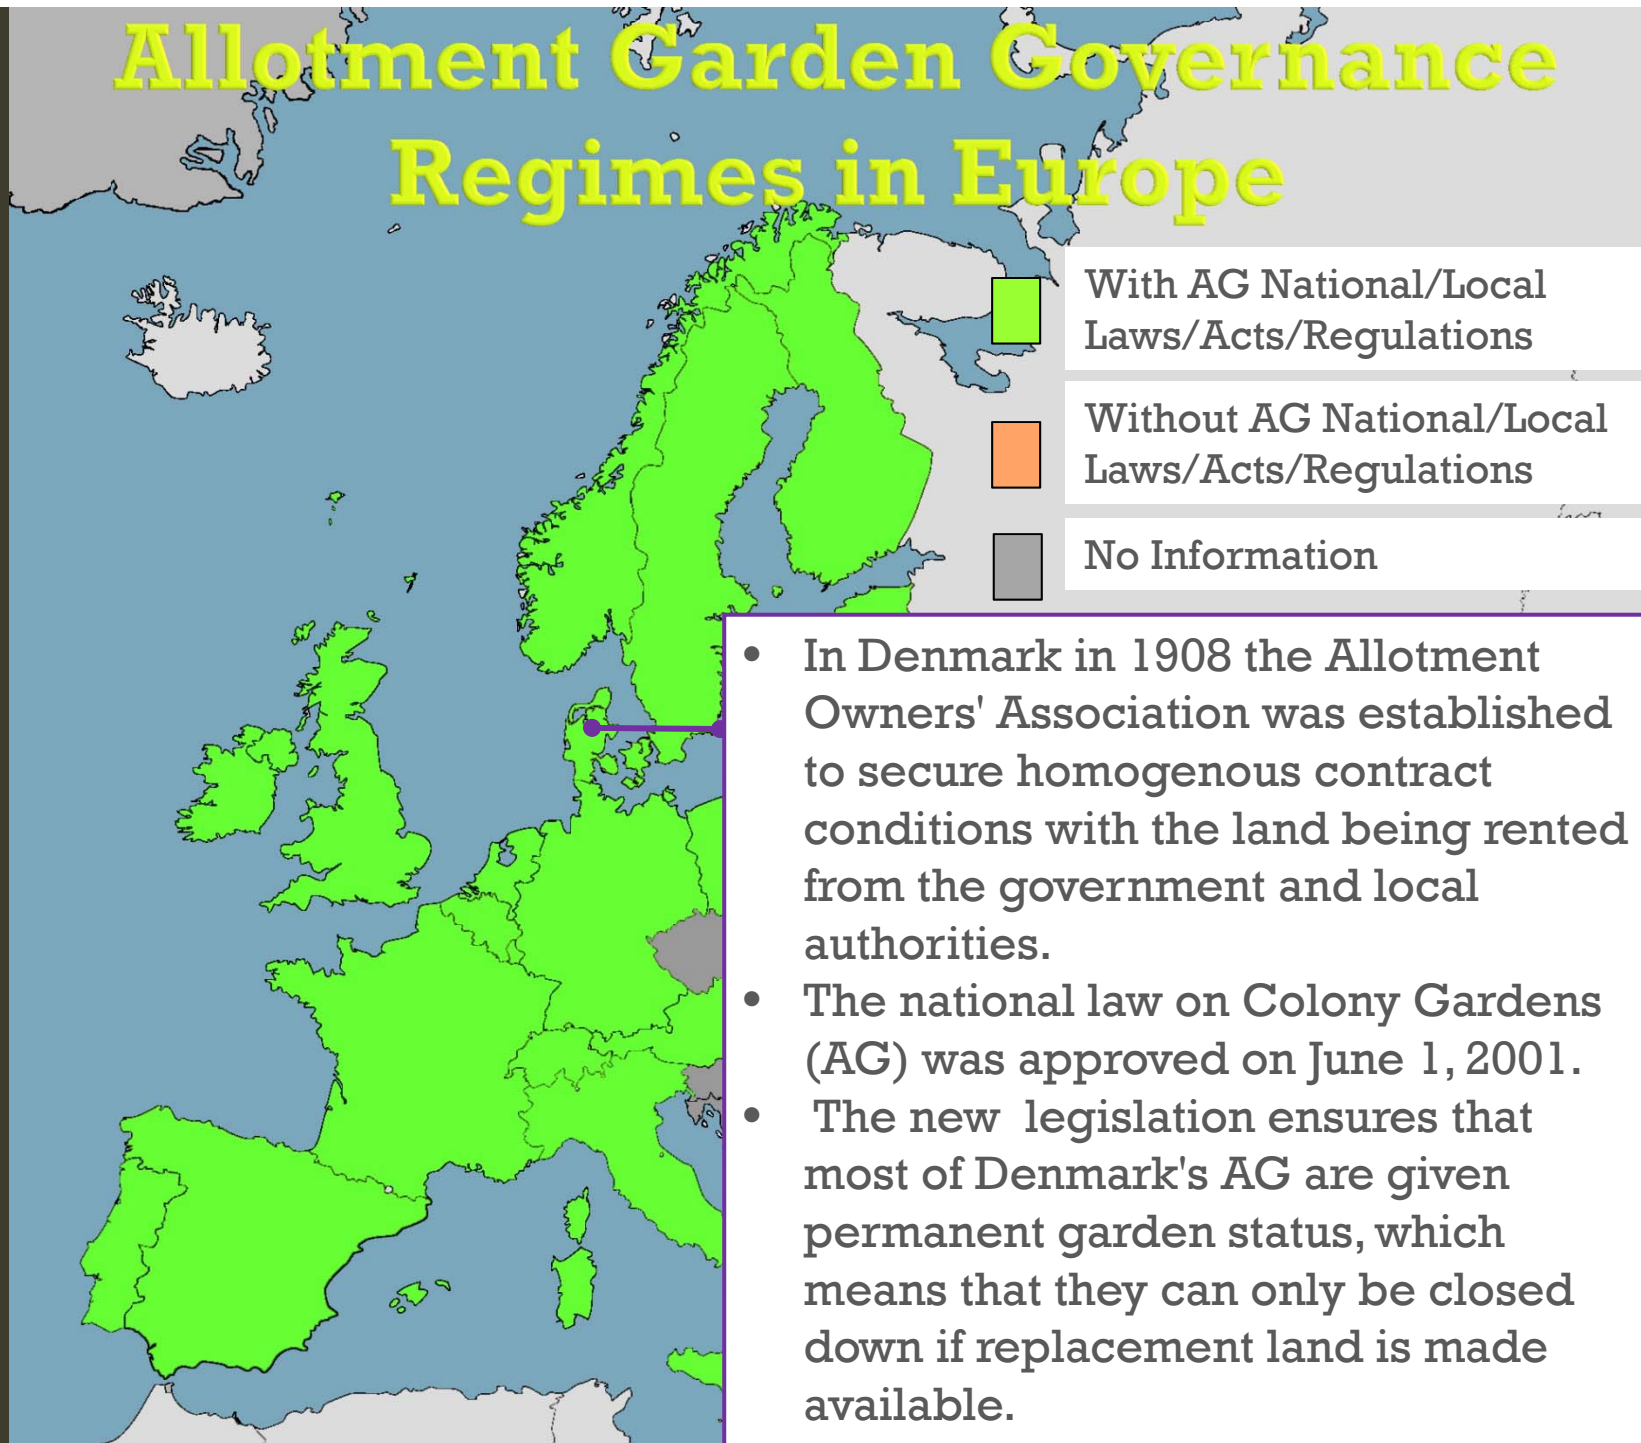 Allotment Garden Governance
Regimes in Europe
With AG National/Local
Laws/Acts/Regulations
Without AG National/Local
Laws/Acts/Regulations
No Information
• In Denmark in 1908 the Allotment
Owners' Association was established
to secure homogenous contract
conditions with the land being rented
from the government and local
authorities.
• The national law on Colony Gardens
(AG) was approved on June 1, 2001.
• The new legislation ensures that
most of Denmark's AG are given
permanent garden status, which
means that they can only be closed
down if replacement land is made
available.